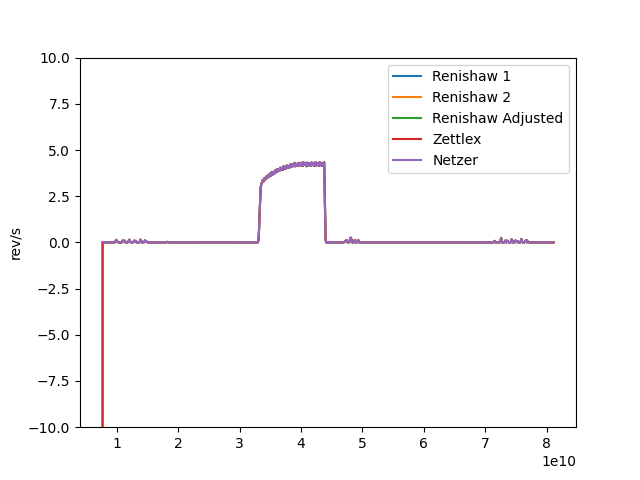 10.0
7.5
5.0
2.5
0.0
−2.5
−5.0
−7.5
−10.0
rev/s
Renishaw 1
Renishaw 2
Renishaw Adjusted
Zettlex
Netzer
1 2 3 4 5 6 7 8
1e10